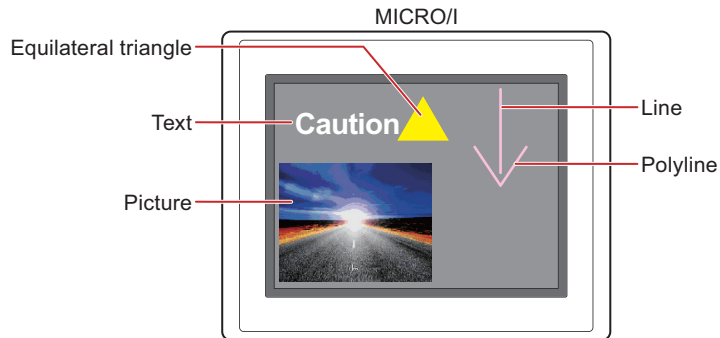 MICRO/I
Equilateral triangle
Text
Caution
Line
Polyline
Picture